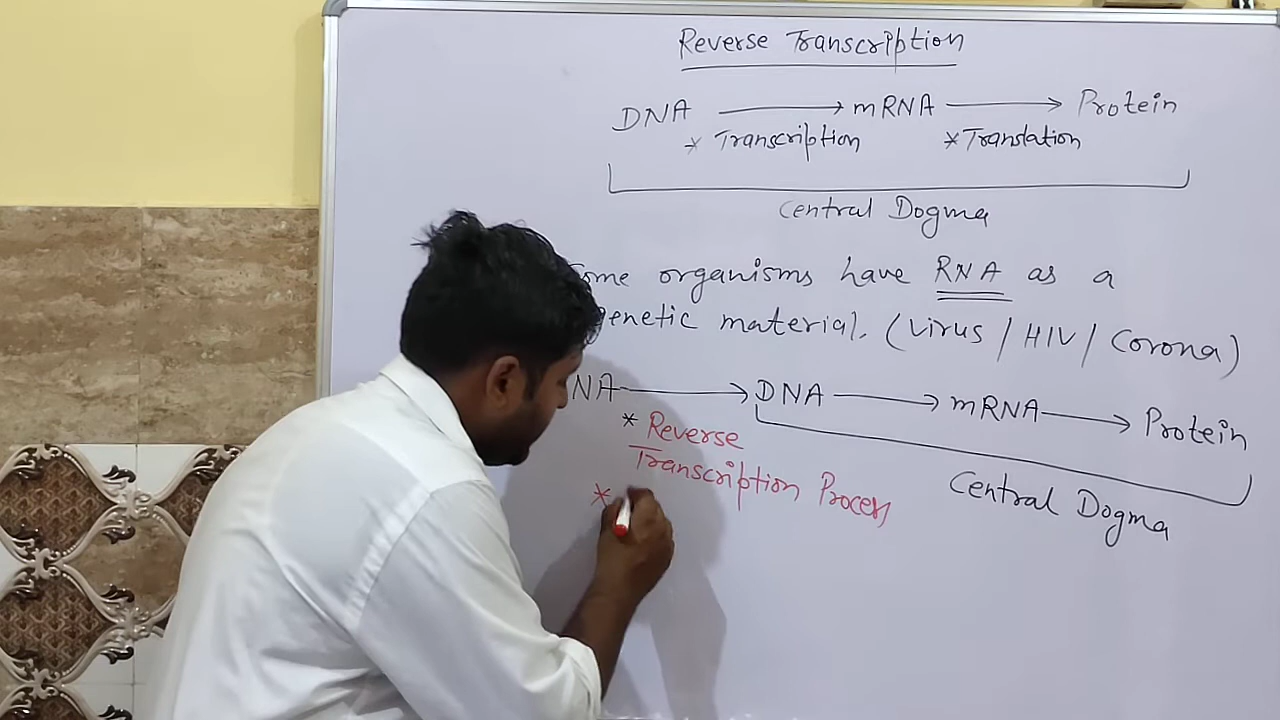 Reverse Transcription
DNA → mRNA → Protein
* Transcription * Translation
Central Dogma
ome organisms have RNA as a
genetic material. (Virus / HIV / Corona)
NA → DNA → mRNA → Protein
* Reverse
Transcription Process
Central Dogma
*